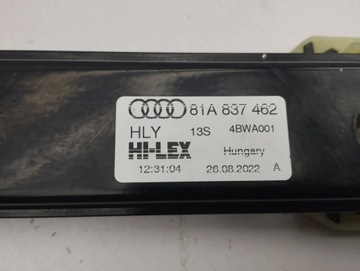 81A 837 462
HLY 13S 4BWA001
HI-LEX Hungary
12:31:04 26.08.2022 A